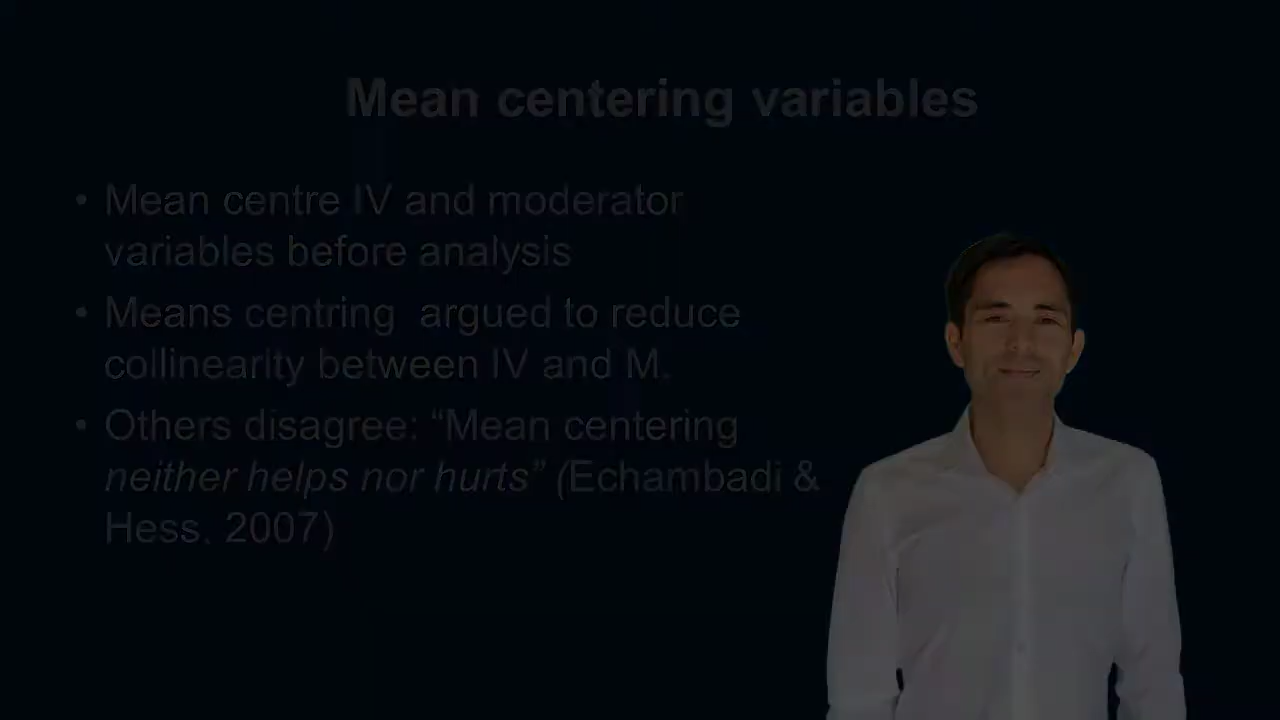 Mean centering variables
• Mean centre IV and moderator
variables before analysis
• Means centring argued to reduce
collinearity between IV and M.
• Others disagree: “Mean centering
neither helps nor hurts” (Echambadi &
Hess. 2007)